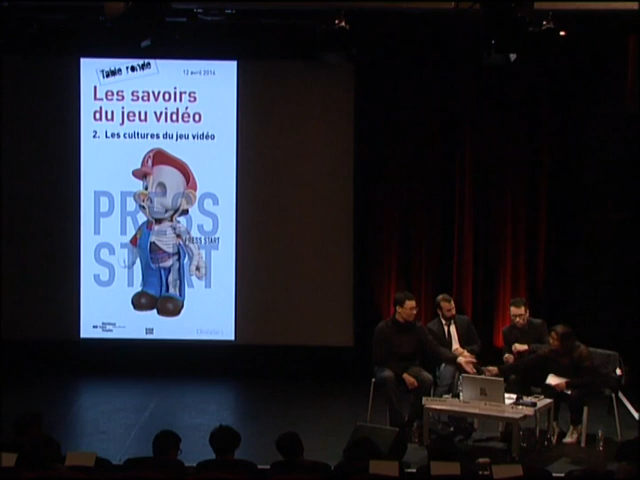 Table ronde
12 avril 2014
Les savoirs
du jeu vidéo
2. Les cultures du jeu vidéo
PRESS
PRESS START
START